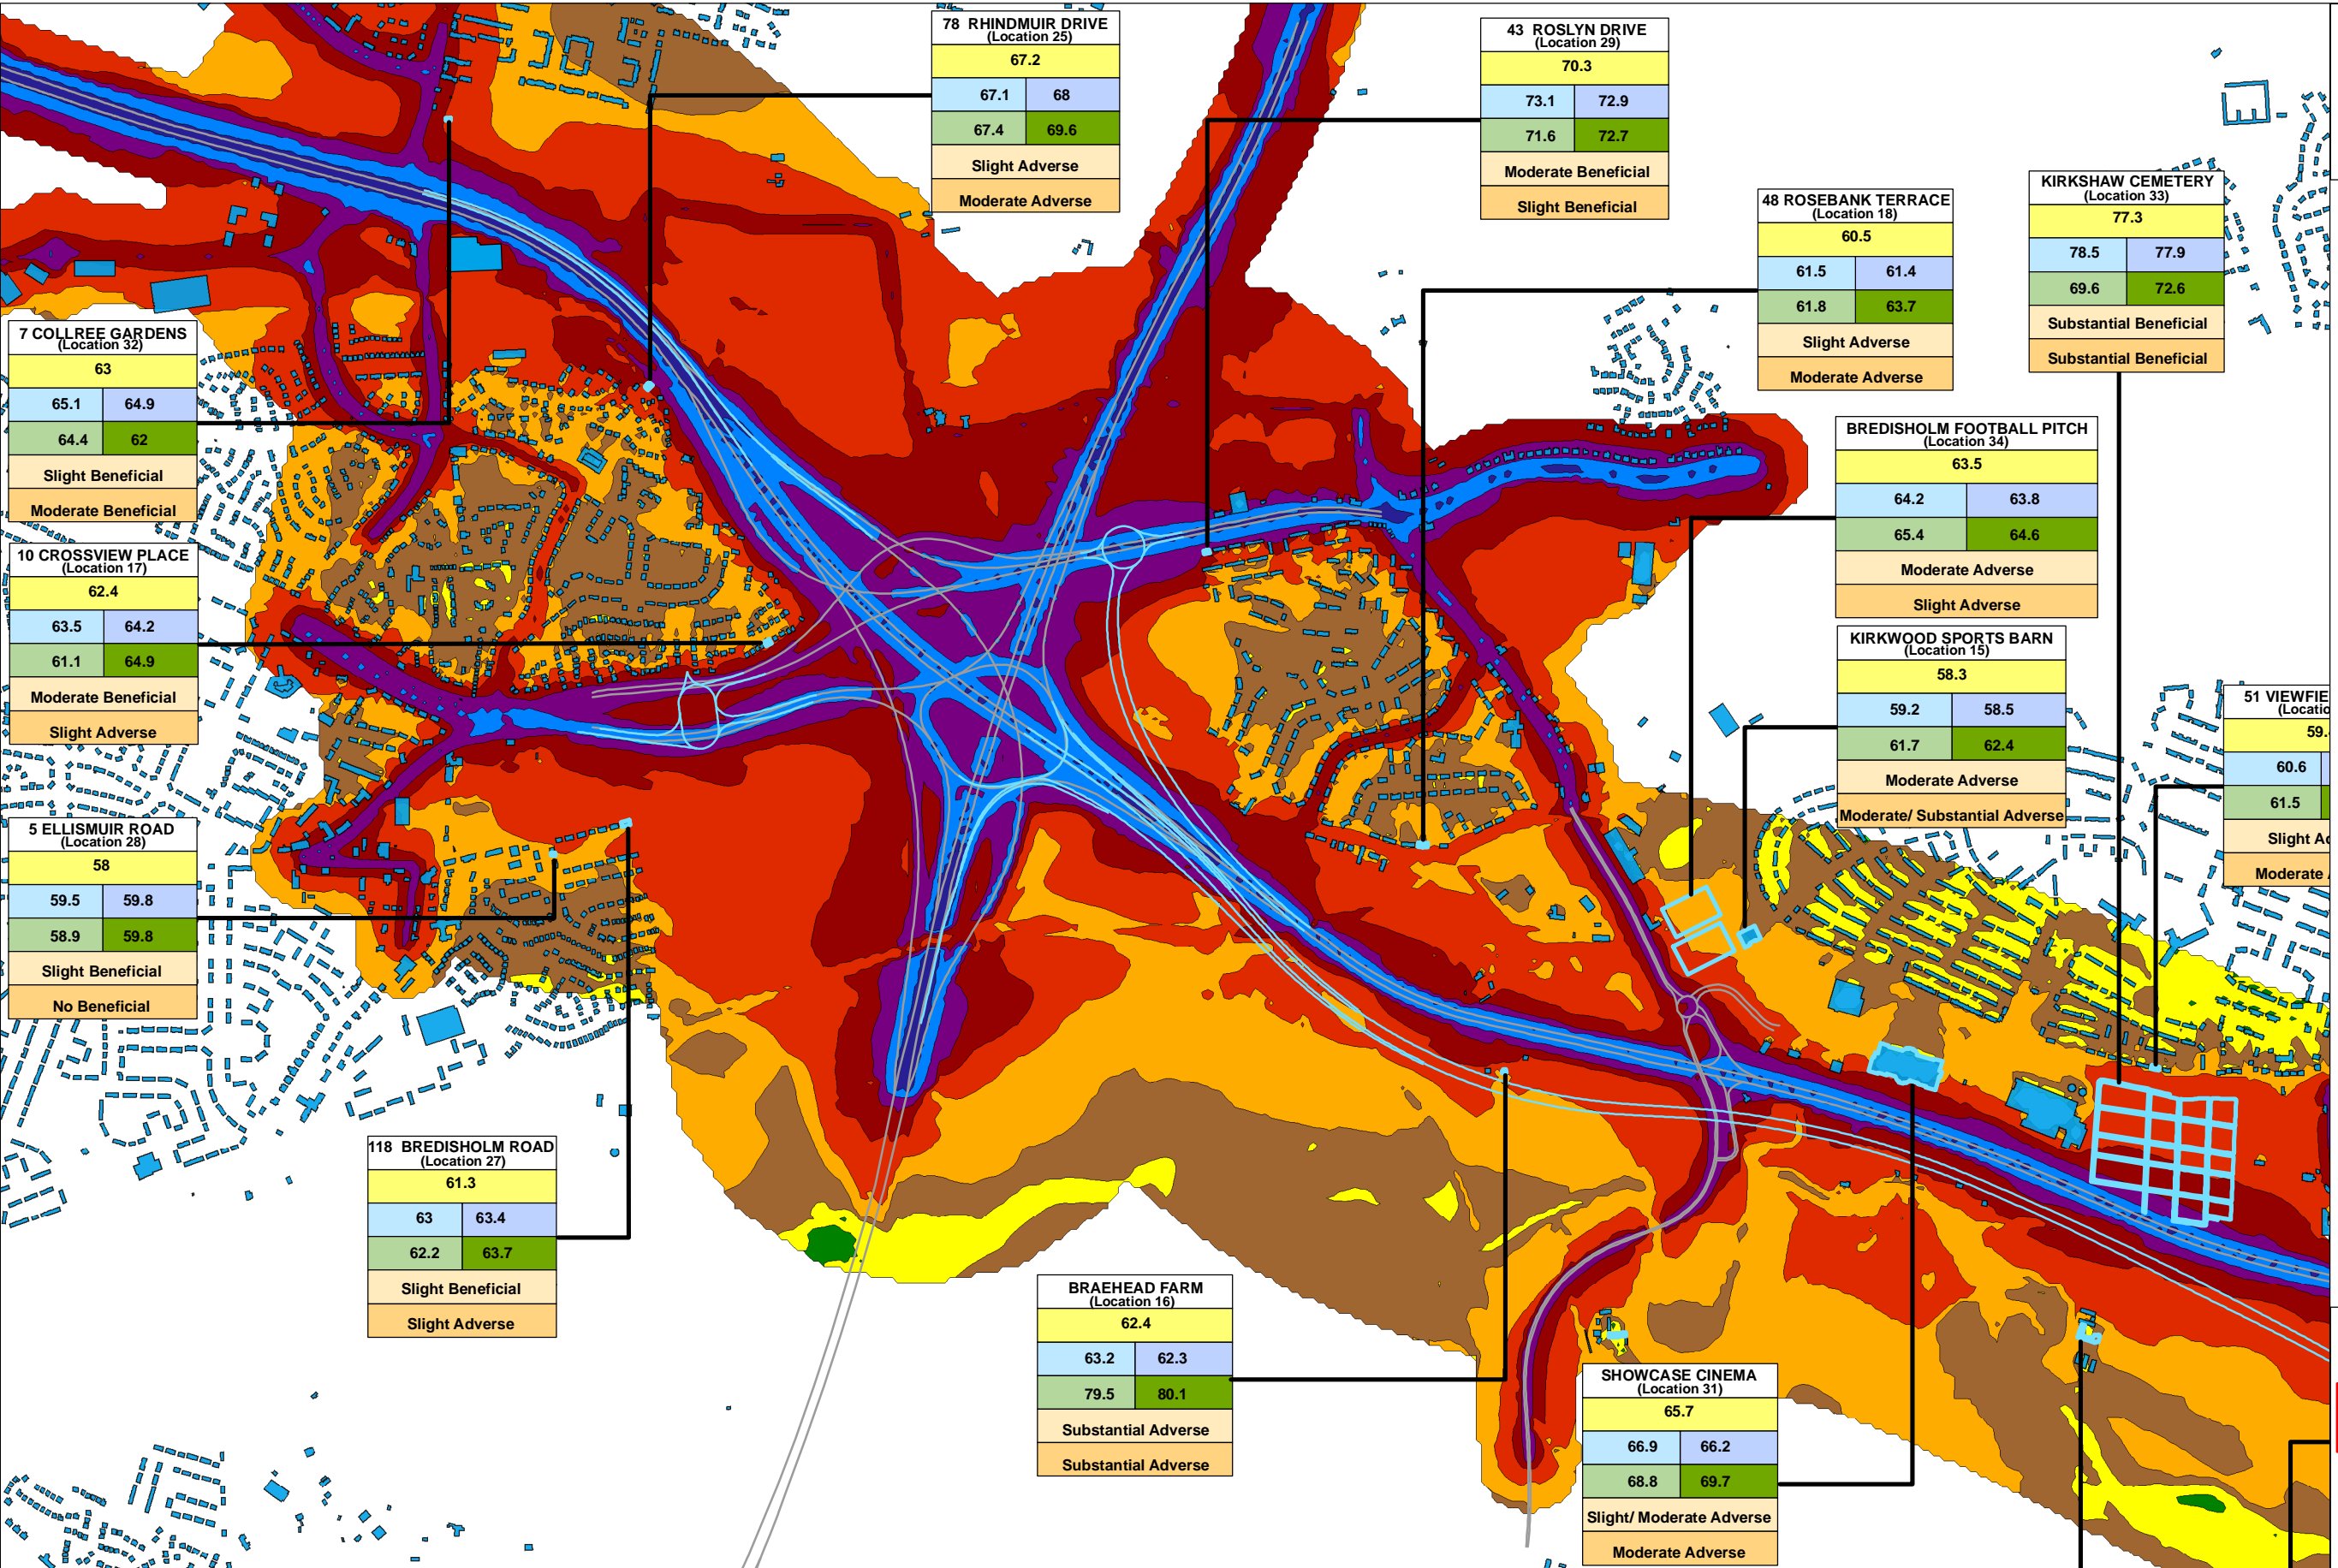 78 RHINDMUIR DRIVE
(Location 25)
67.2
67.1 68
67.4 69.6
Slight Adverse
Moderate Adverse
43 ROSLYN DRIVE
(Location 29)
70.3
73.1 72.9
71.6 72.7
Moderate Beneficial
Slight Beneficial
48 ROSEBANK TERRACE
(Location 18)
60.5
61.5 61.4
61.8 63.7
Slight Adverse
Moderate Adverse
KIRKSHAW CEMETERY
(Location 33)
77.3
78.5 77.9
69.6 72.6
Substantial Beneficial
Substantial Beneficial
7 COLLREE GARDENS
(Location 32)
63
65.1 64.9
64.4 62
Slight Beneficial
Moderate Beneficial
BREDISHOLM FOOTBALL PITCH
(Location 34)
63.5
64.2 63.8
65.4 64.6
Moderate Adverse
Slight Adverse
10 CROSSVIEW PLACE
(Location 17)
62.4
63.5 64.2
61.1 64.9
Moderate Beneficial
Slight Adverse
KIRKWOOD SPORTS BARN
(Location 15)
58.3
59.2 58.5
61.7 62.4
Moderate Adverse
Moderate/ Substantial Adverse
51 VIEWFIE
(Locatio
59.
60.6
61.5
Slight A
Moderate
5 ELLISMUIR ROAD
(Location 28)
58
59.5 59.8
58.9 59.8
Slight Beneficial
No Beneficial
118 BREDISHOLM ROAD
(Location 27)
61.3
63 63.4
62.2 63.7
Slight Beneficial
Slight Adverse
BRAEHEAD FARM
(Location 16)
62.4
63.2 62.3
79.5 80.1
Substantial Adverse
Substantial Adverse
SHOWCASE CINEMA
(Location 31)
65.7
66.9 66.2
68.8 69.7
Slight/ Moderate Adverse
Moderate Adverse